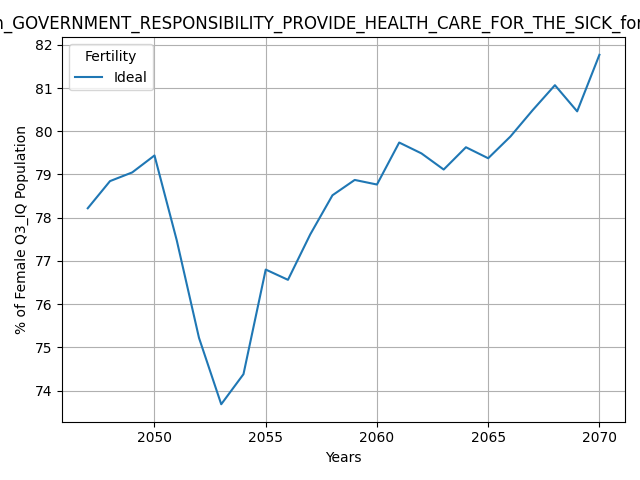 _GOVERNMENT_RESPONSIBILITY_PROVIDE_HEALTH_CARE_FOR_THE_SICK_for
Fertility
Ideal
% of Female Q3_IQ Population
82
81
80
79
78
77
76
75
74
2050
2055
2060
2065
2070
Years